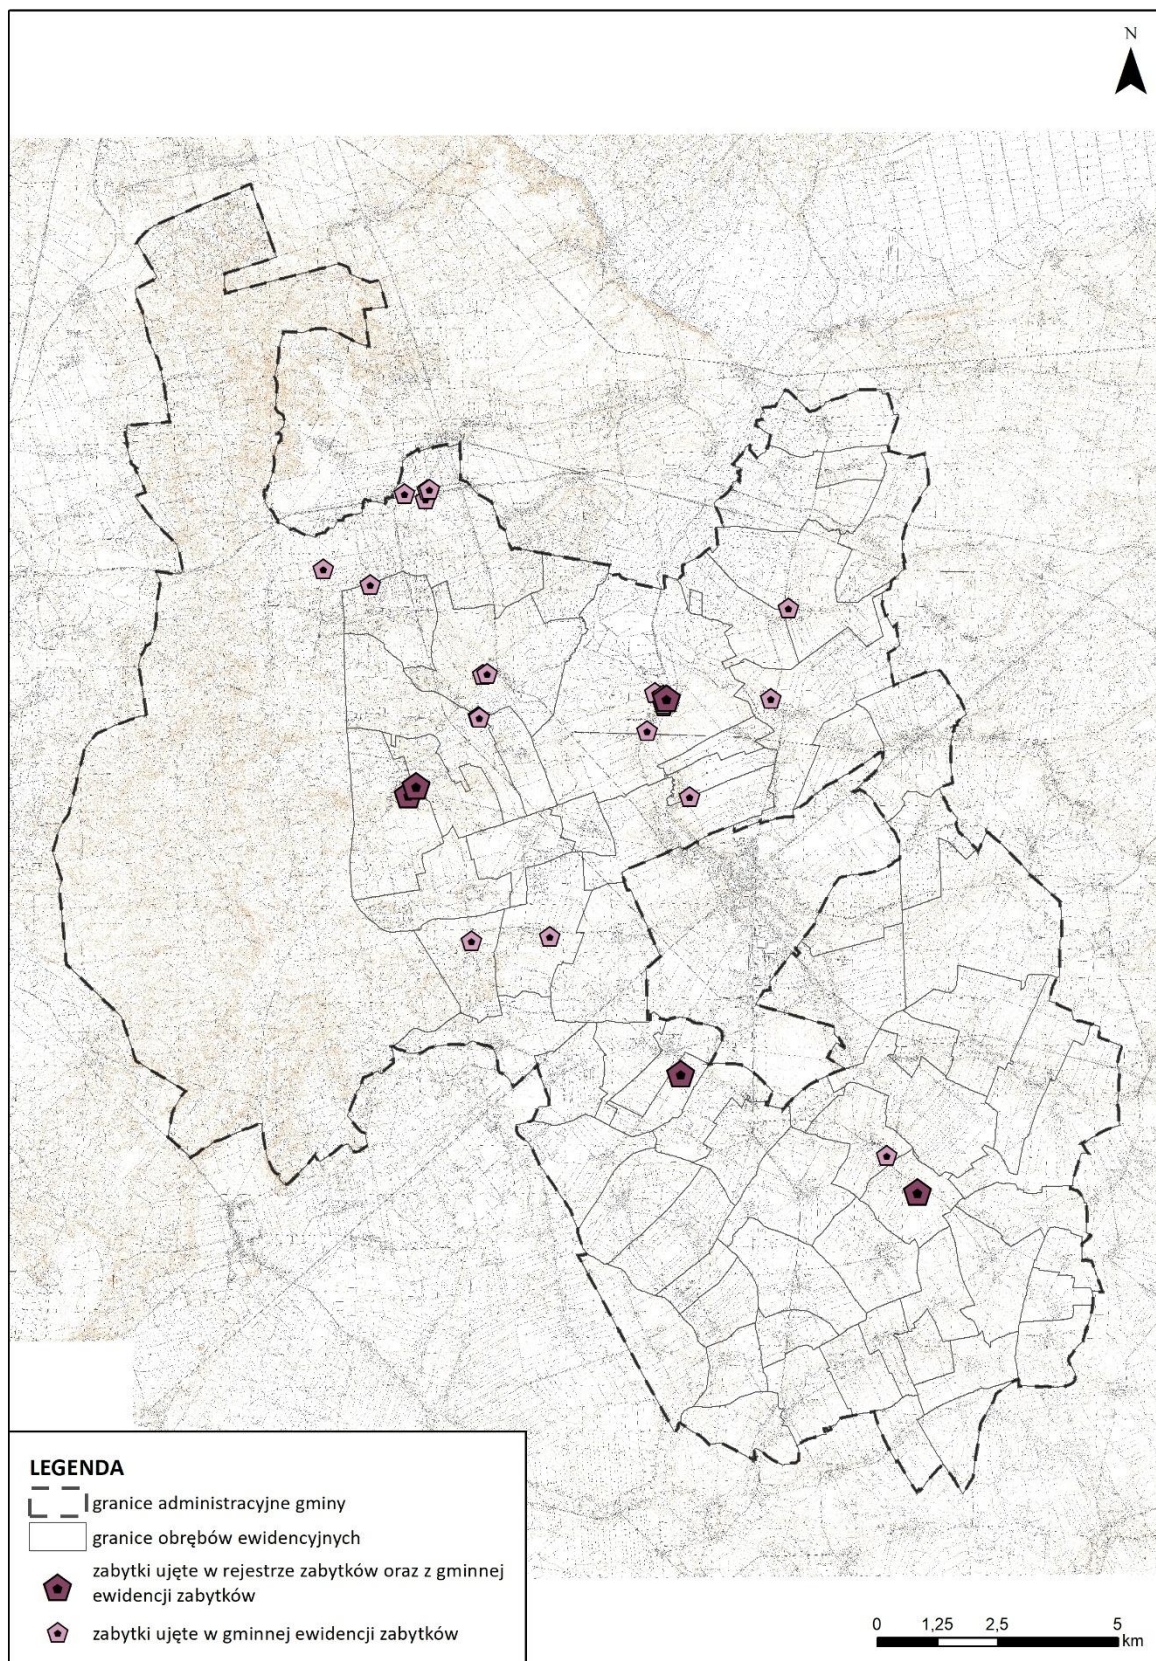 N
LEGENDA
granice administracyjne gminy
granice obrębów ewidencyjnych
zabytki ujęte w rejestrze zabytków oraz z gminnej
ewidencji zabytków
zabytki ujęte w gminnej ewidencji zabytków
0 1,25 2,5 5
km